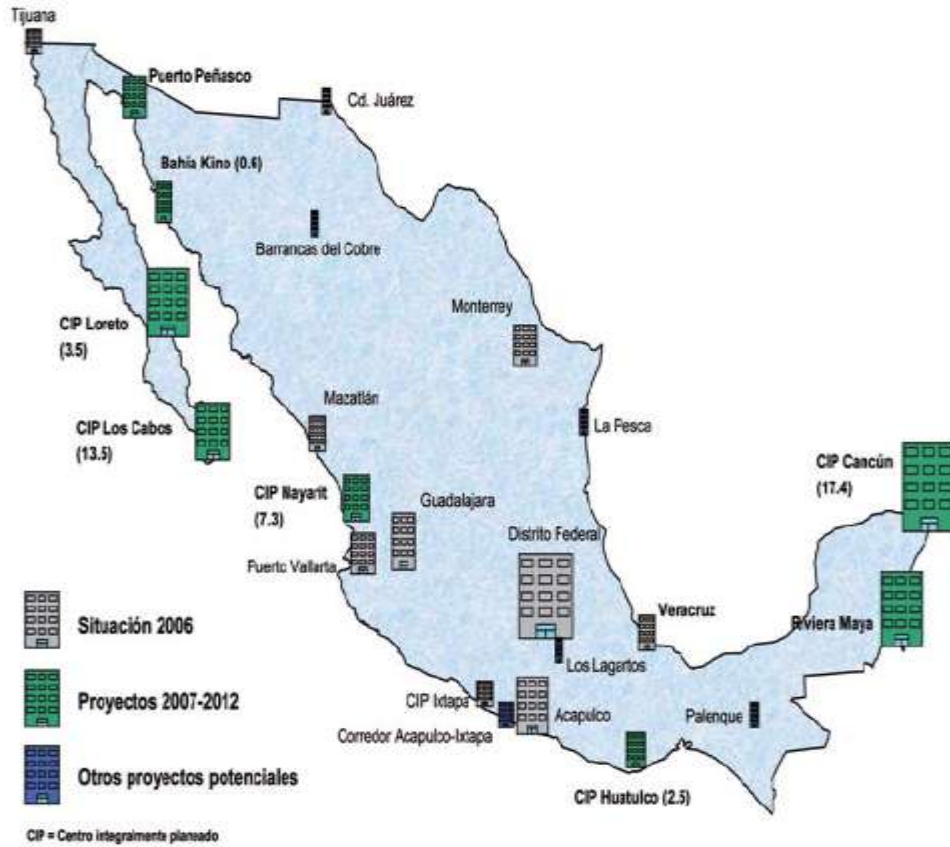 Tijuana
Puerto Peñasco
Cd. Juárez
Bahía Kino (0.6)
Barrancas del Cobre
Monterrey
CIP Loreto
(3.5)
Mazatlán
La Pesca
CIP Los Cabos
(13.5)
CIP Cancún
(17.4)
CIP Nayarit
(7.3)
Guadalajara
Distrito Federal
Puerto Vallarta
Situación 2006
Veracruz
Riviera Maya
Los Lagartos
Proyectos 2007-2012
CIP Ixtapa
Acapulco
Palenque
Corredor Acapulco-Ixtapa
Otros proyectos potenciales
CIP Huatulco (2.5)
CIP = Centro integralmente planeado